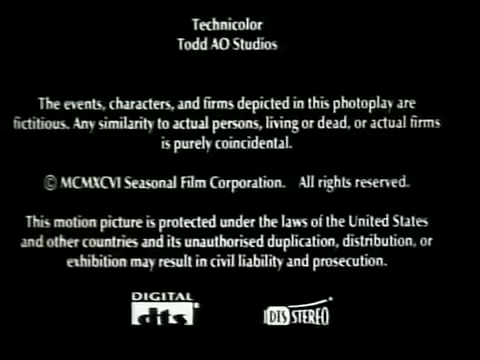 Technicolor
Todd AO Studios
The events, characters, and firms depicted in this photoplay are
fictitious. Any similarity to actual persons, living or dead, or actual firms
is purely coincidental.
© MCMXCVI Seasonal Film Corporation. All rights reserved.
This motion picture is protected under the laws of the United States
and other countries and its unauthorised duplication, distribution, or
exhibition may result in civil liability and prosecution.
DIGITAL
dts
DTS STEREO